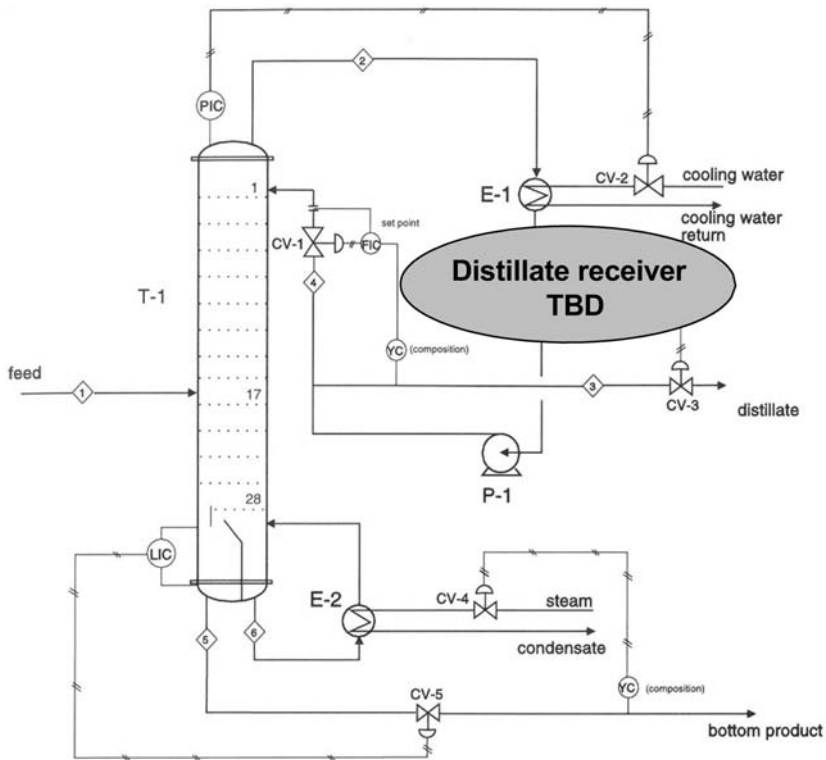 2
PIC
1
CV-2
cooling water
E-1
cooling water
return
set point
CV-1
FIC
4
Distillate receiver
TBD
T-1
YC
(composition)
feed
1
17
3
CV-3
distillate
P-1
28
LIC
E-2
CV-4
steam
condensate
5
6
YC
(composition)
CV-5
bottom product